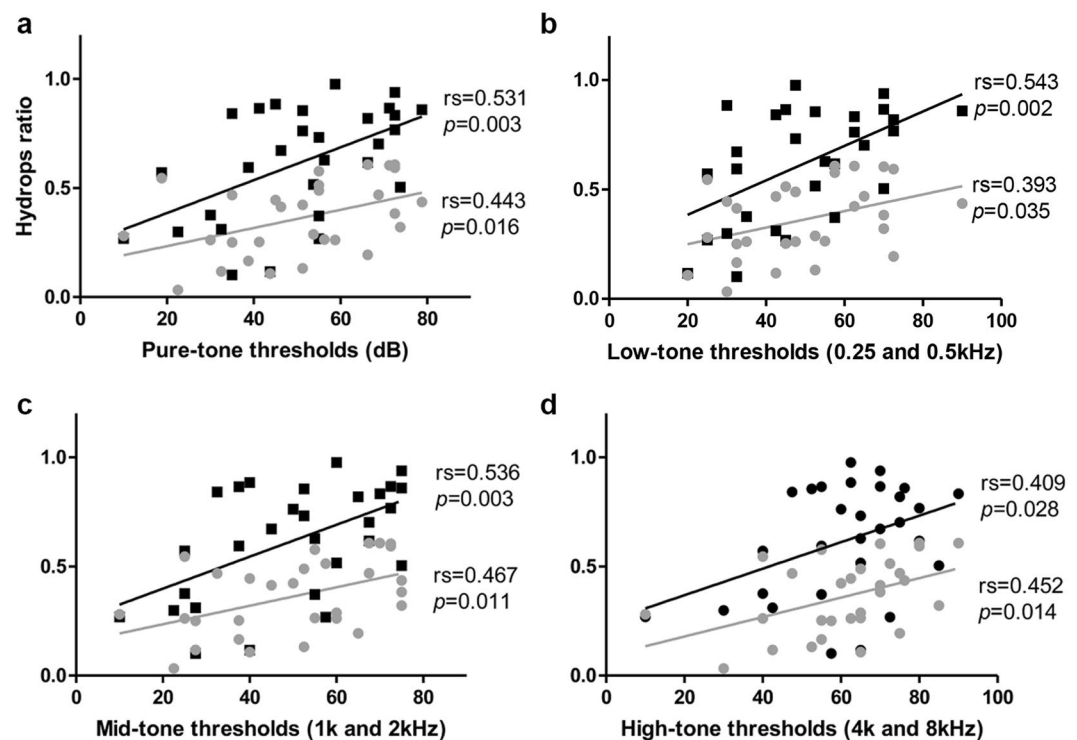 a
Hydrops ratio
1.0
0.5
0.0
0
20
40
60
80
rs=0.531
p=0.003
rs=0.443
p=0.016
Pure-tone thresholds (dB)
b
1.0
0.5
0.0
0
20
40
60
80
100
rs=0.543
p=0.002
rs=0.393
p=0.035
Low-tone thresholds (0.25 and 0.5kHz)
c
1.0
0.5
0.0
0
20
40
60
80
rs=0.536
p=0.003
rs=0.467
p=0.011
Mid-tone thresholds (1k and 2kHz)
d
1.0
0.5
0.0
0
20
40
60
80
100
rs=0.409
p=0.028
rs=0.452
p=0.014
High-tone thresholds (4k and 8kHz)